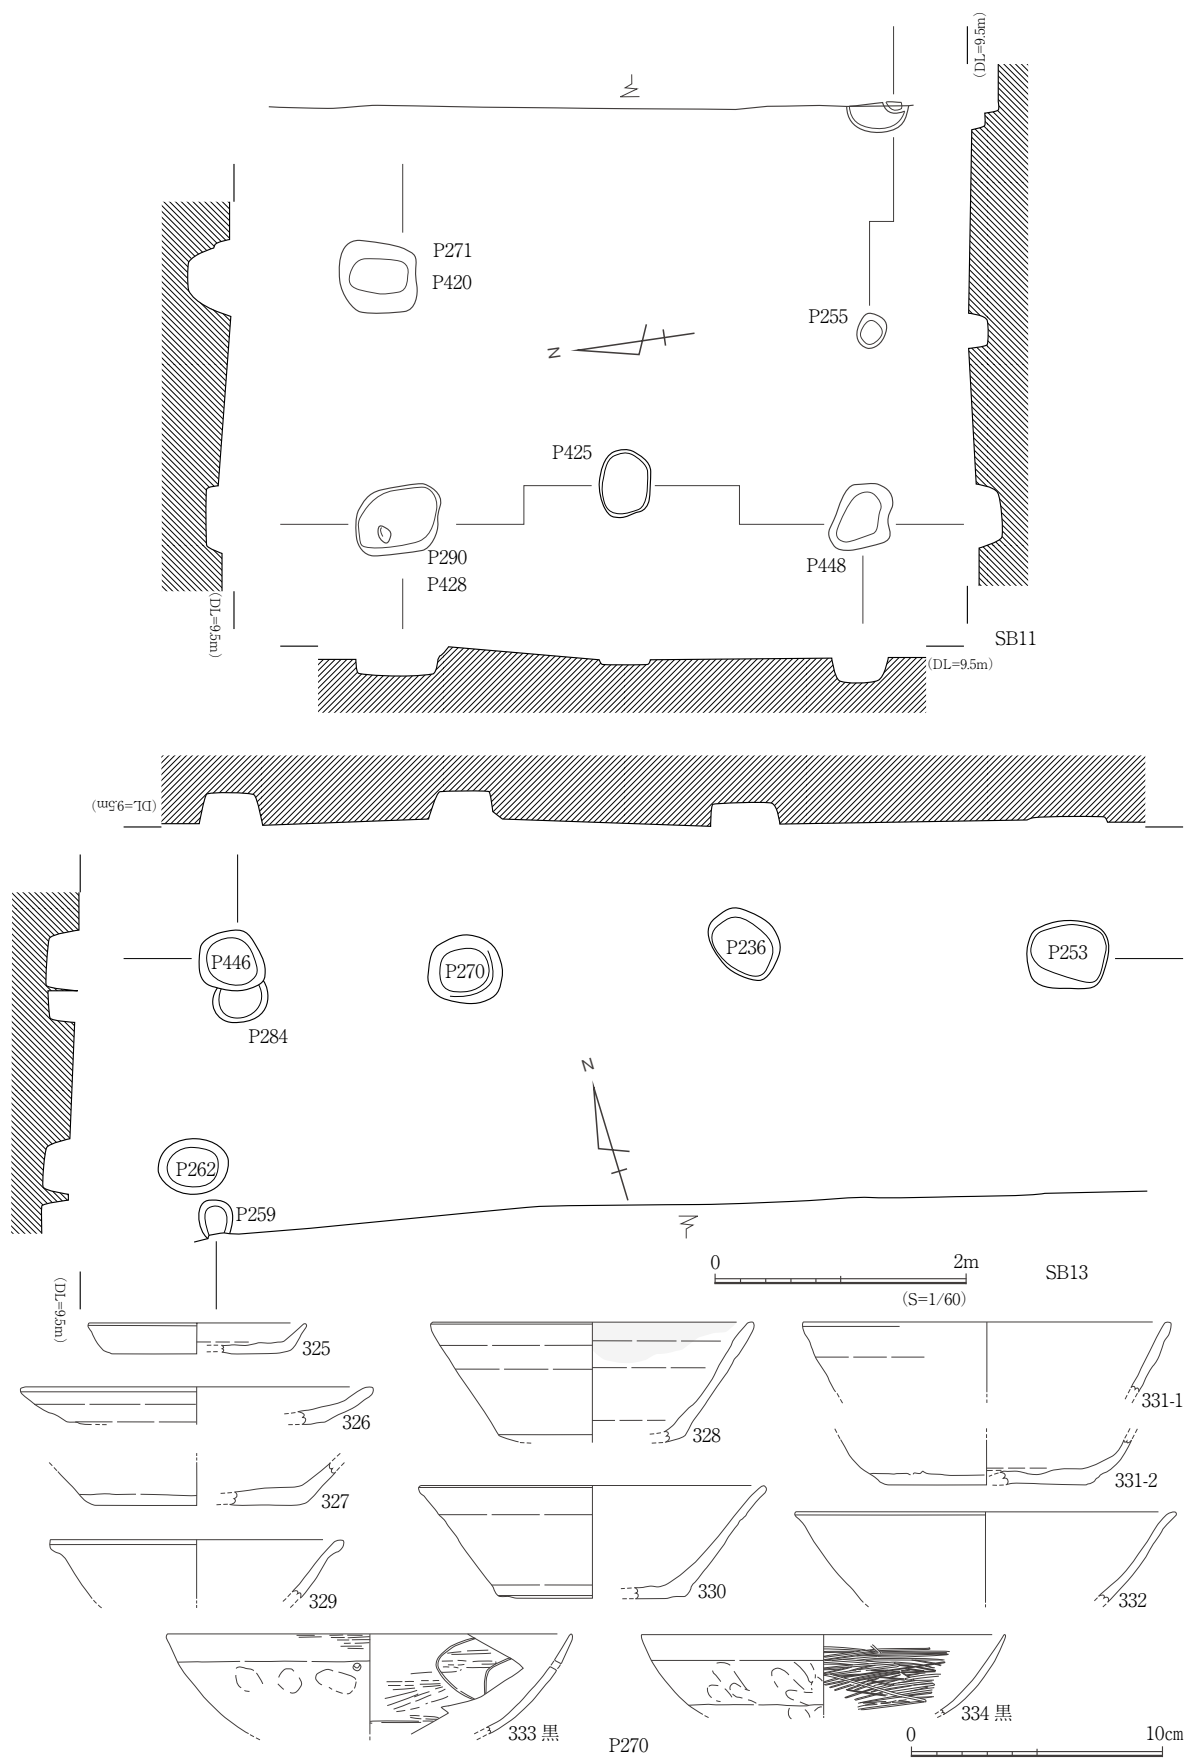 (DL=9.5m)
P271
P420
P255
N
P425
P290
P428
P448
(DL=9.5m)
SB11
(DL=9.5m)
(DL=9.5m)
P446
P270
P236
P253
P284
N
P262
P259
0 2m
(S=1/60)
SB13
(DL=9.5m)
325
326
327
328
329
330
331-1
331-2
332
333 黒
334 黒
P270
0 10cm